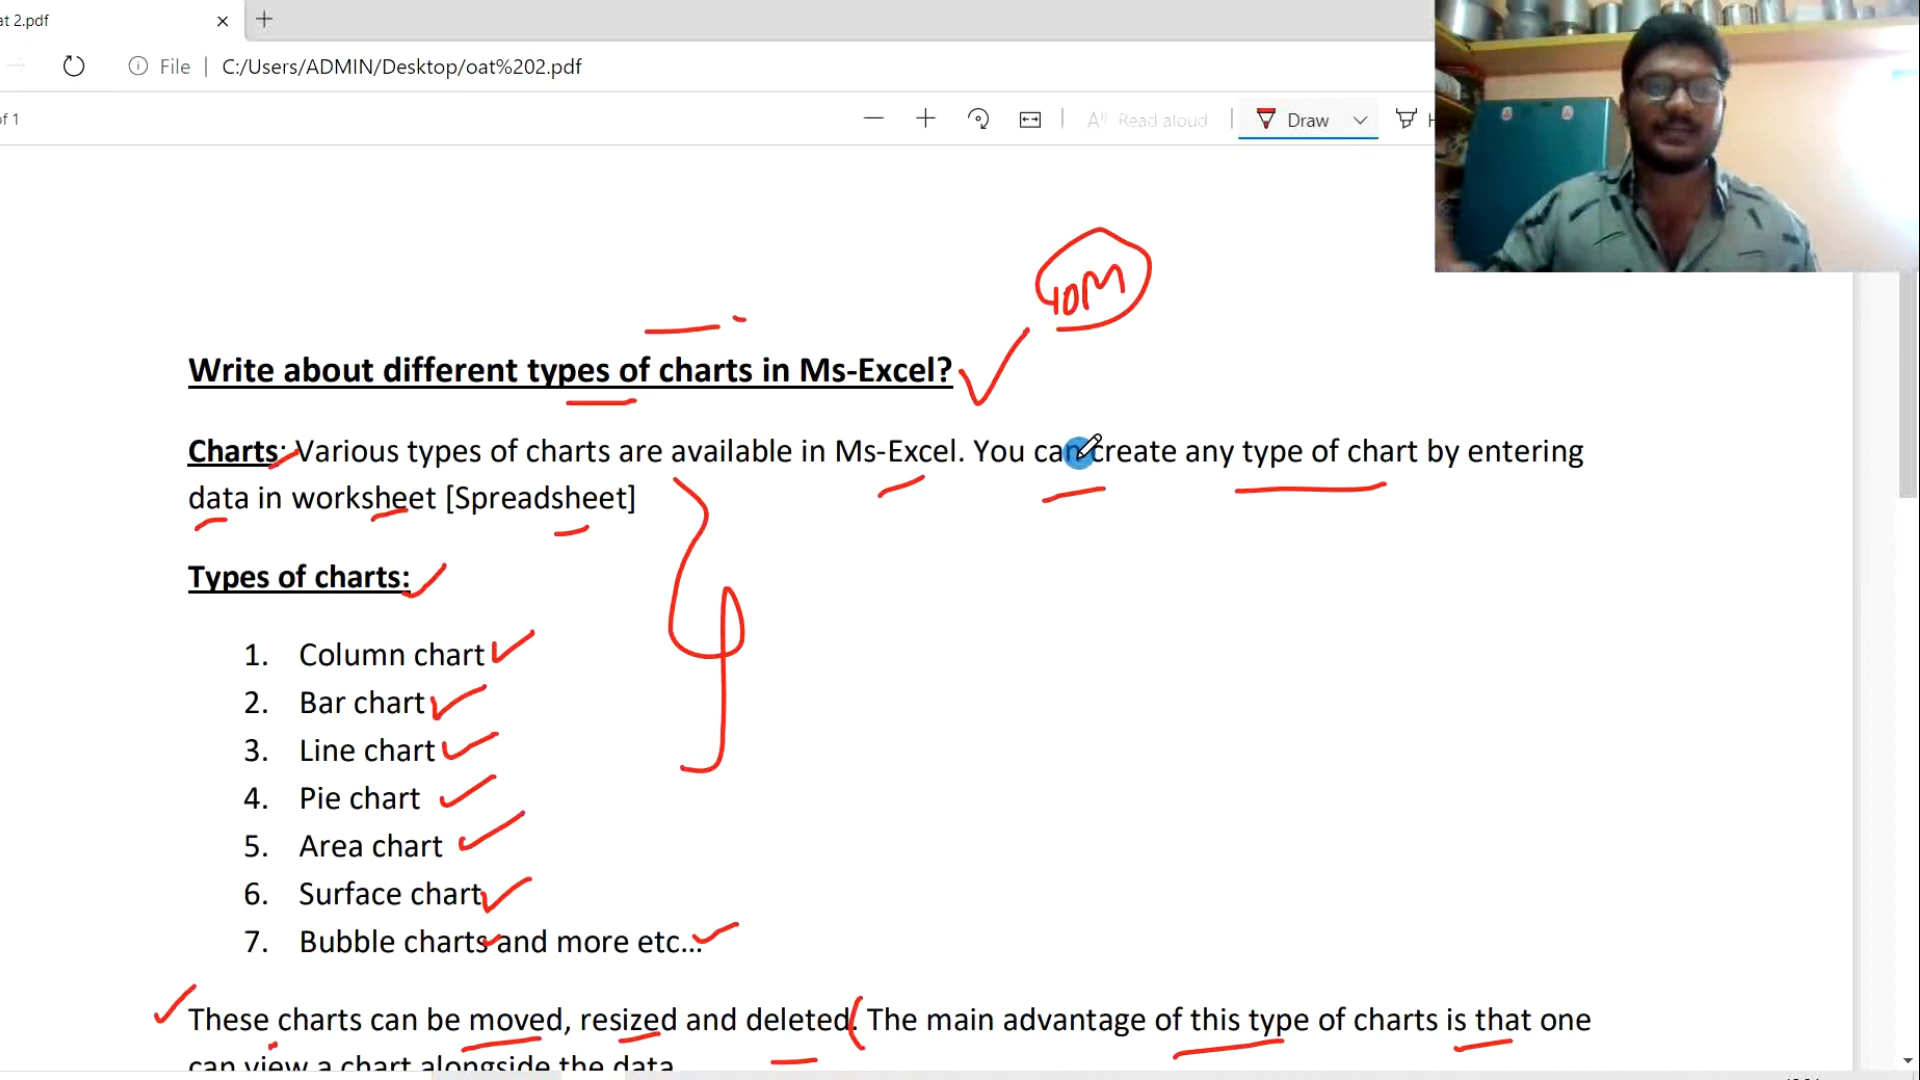 at 2.pdf
File | C:/Users/ADMIN/Desktop/oat%202.pdf
of 1
Read aloud
Draw
10M
Write about different types of charts in Ms-Excel?
Charts: Various types of charts are available in Ms-Excel. You can create any type of chart by entering
data in worksheet [Spreadsheet]
Types of charts:
1. Column chart
2. Bar chart
3. Line chart
4. Pie chart
5. Area chart
6. Surface chart
7. Bubble charts and more etc...
These charts can be moved, resized and deleted. The main advantage of this type of charts is that one
can view a chart alongside the data.